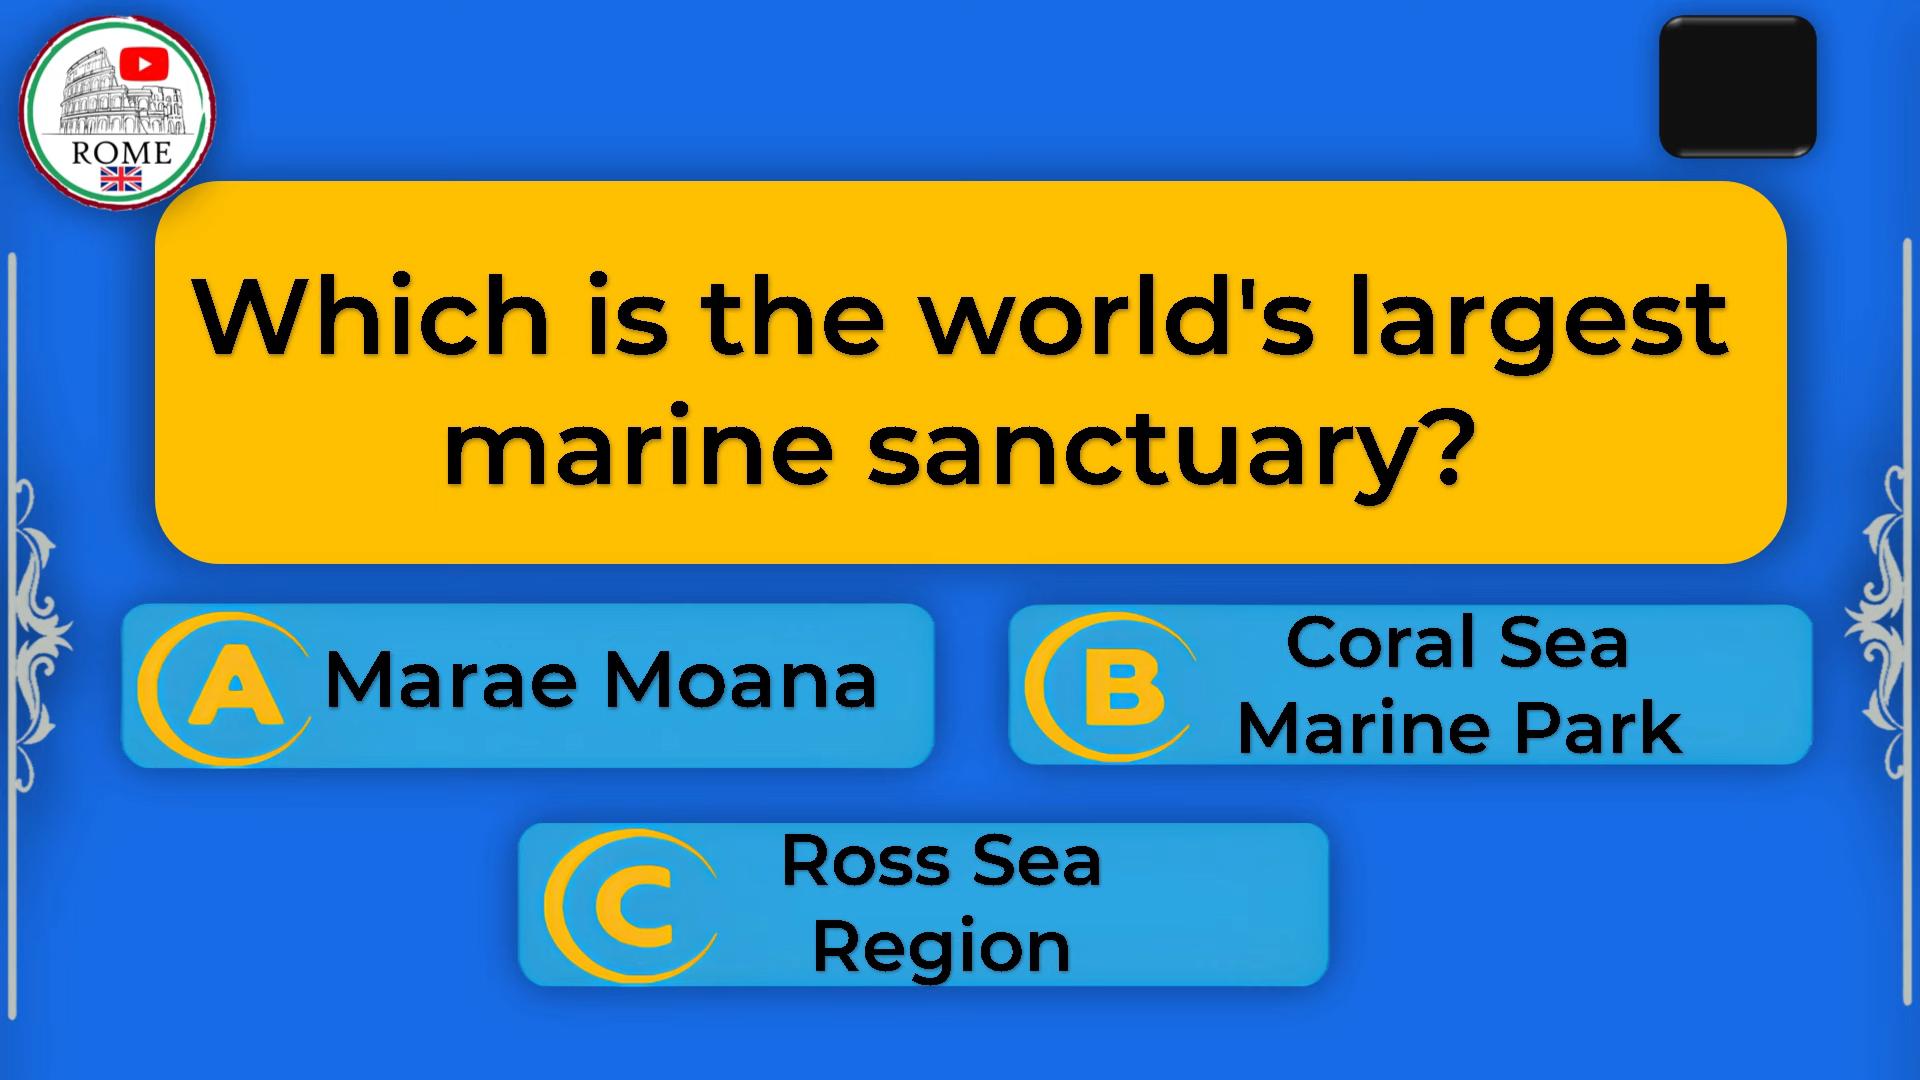 ROME
Which is the world's largest
marine sanctuary?
A
Marae Moana
B
Coral Sea
Marine Park
C
Ross Sea
Region